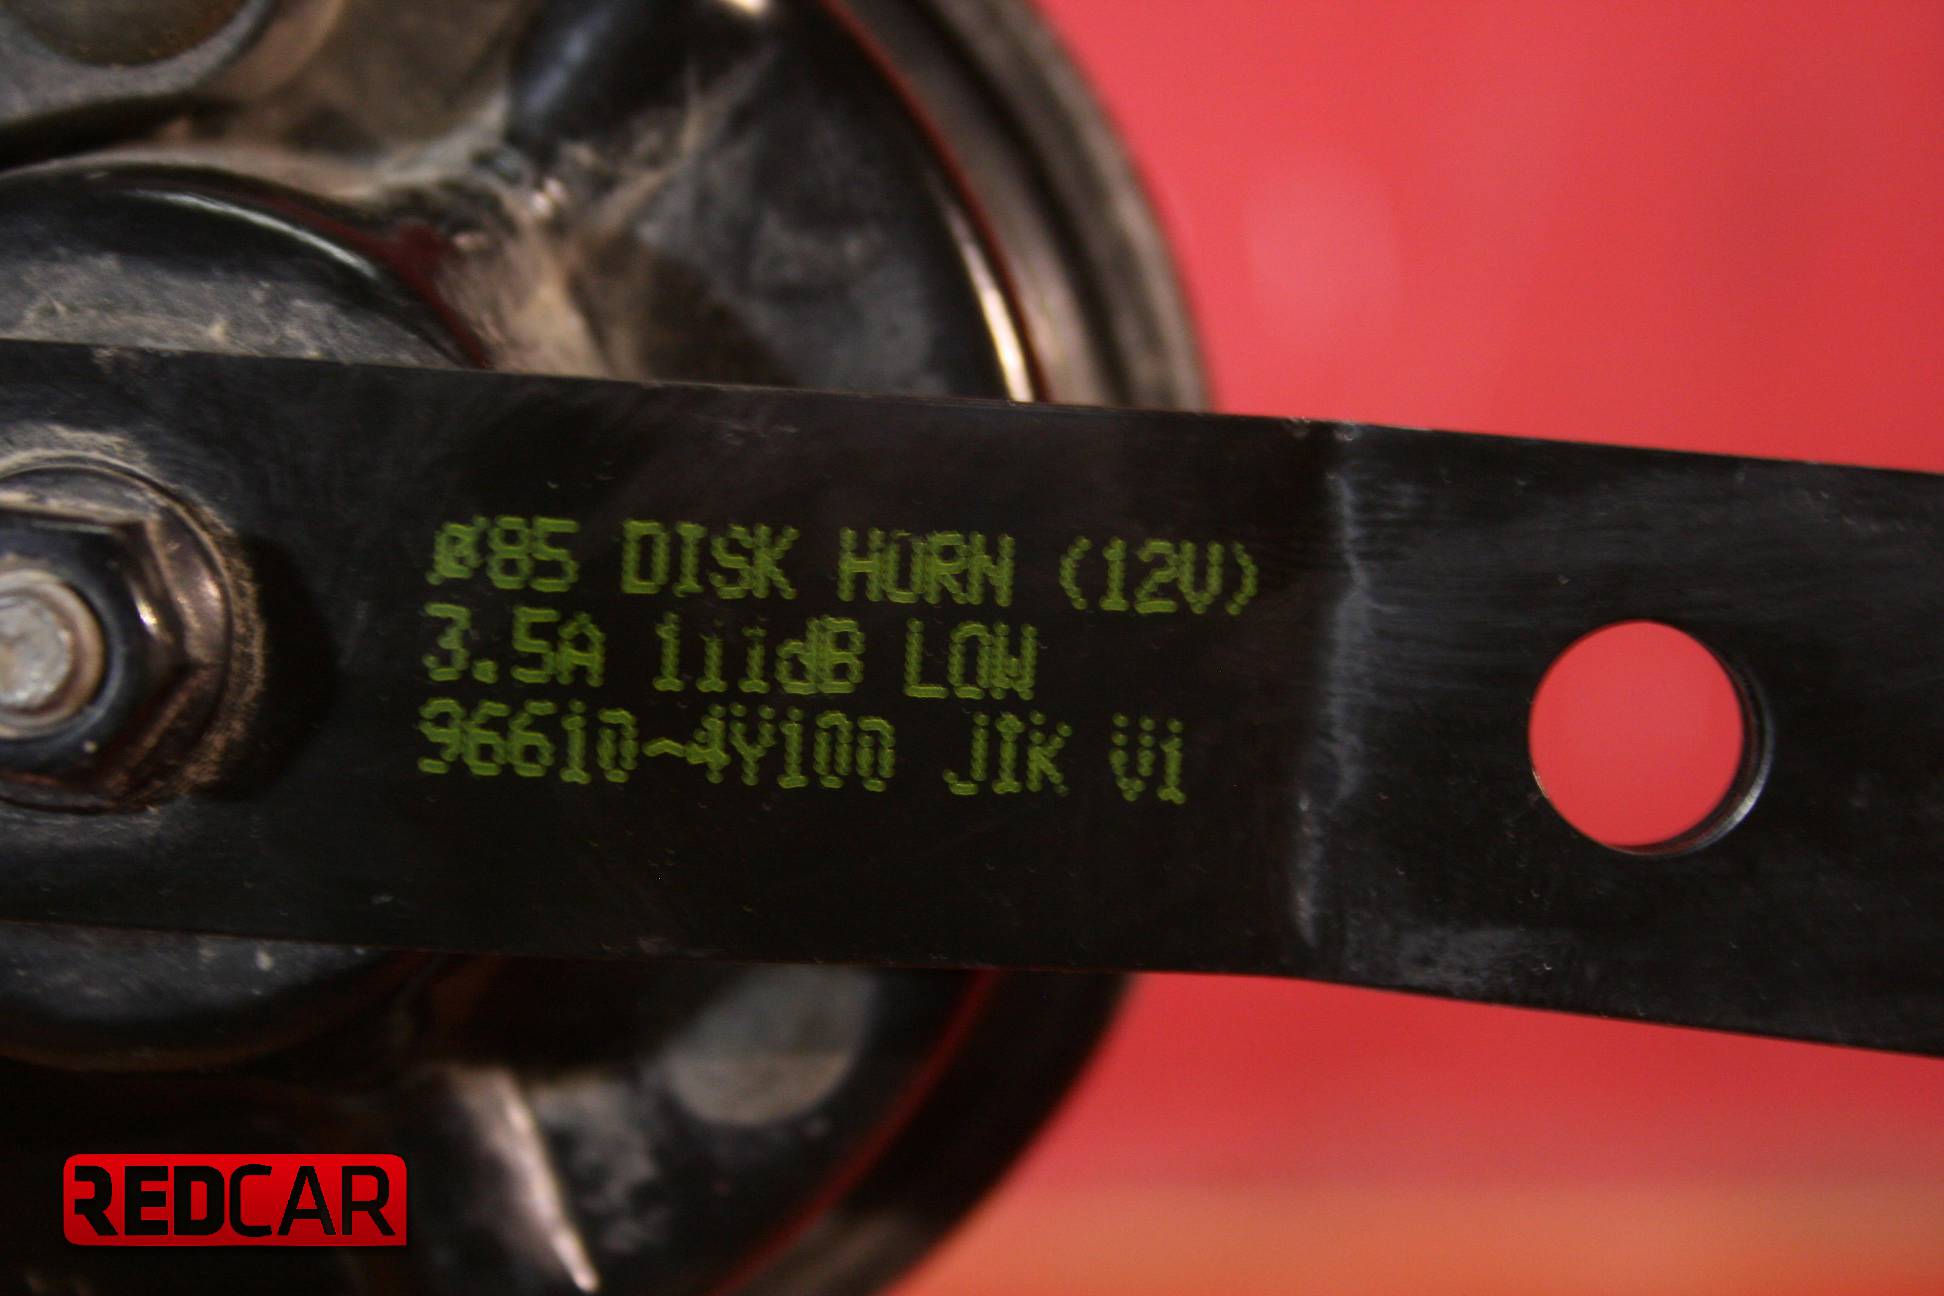 ø85 DISK HORN (12V)
3.5A 111dB LOW
96610-4Y100 JIK V1
REDCAR